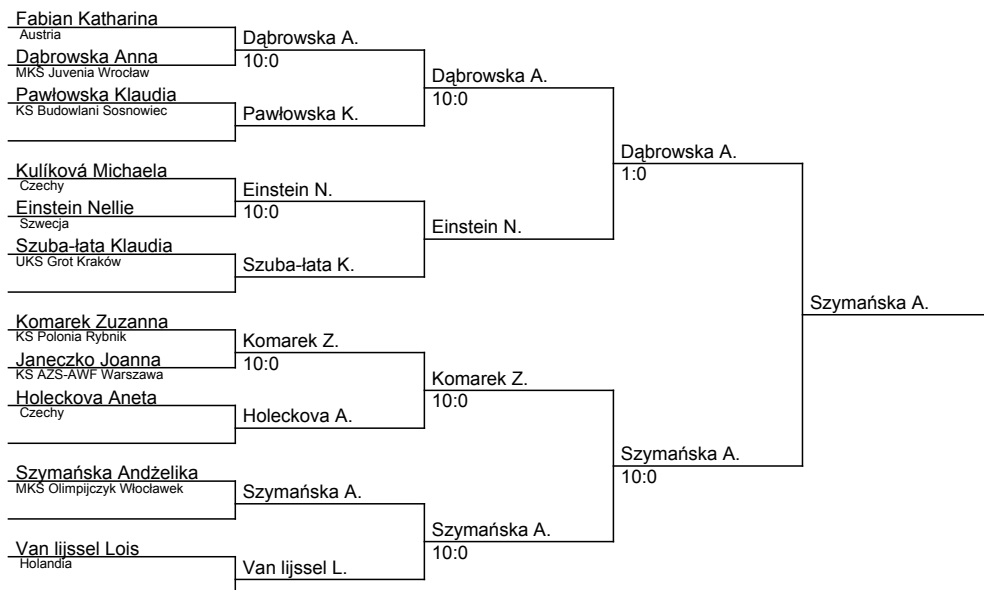 Fabian Katharina
Austria
Dąbrowska A.
Dąbrowska Anna
10:0
MKS Juvenia Wrocław
Dąbrowska A.
Pawłowska Klaudia
10:0
KS Budowlani Sosnowiec
Pawłowska K.
Dąbrowska A.
Kulíková Michaela
1:0
Czechy
Einstein N.
Einstein Nellie
10:0
Szwecja
Einstein N.
Szuba-łata Klaudia
UKS Grot Kraków
Szuba-łata K.
Szymańska A.
Komarek Zuzanna
KS Polonia Rybnik
Komarek Z.
Janeczko Joanna
10:0
KS AZS-AWF Warszawa
Komarek Z.
Holeckova Aneta
10:0
Czechy
Holeckova A.
Szymańska A.
Szymańska Andżelika
10:0
MKS Olimpijczyk Włocławek
Szymańska A.
Szymańska A.
Van Iijssel Lois
10:0
Holandia
Van Iijssel L.